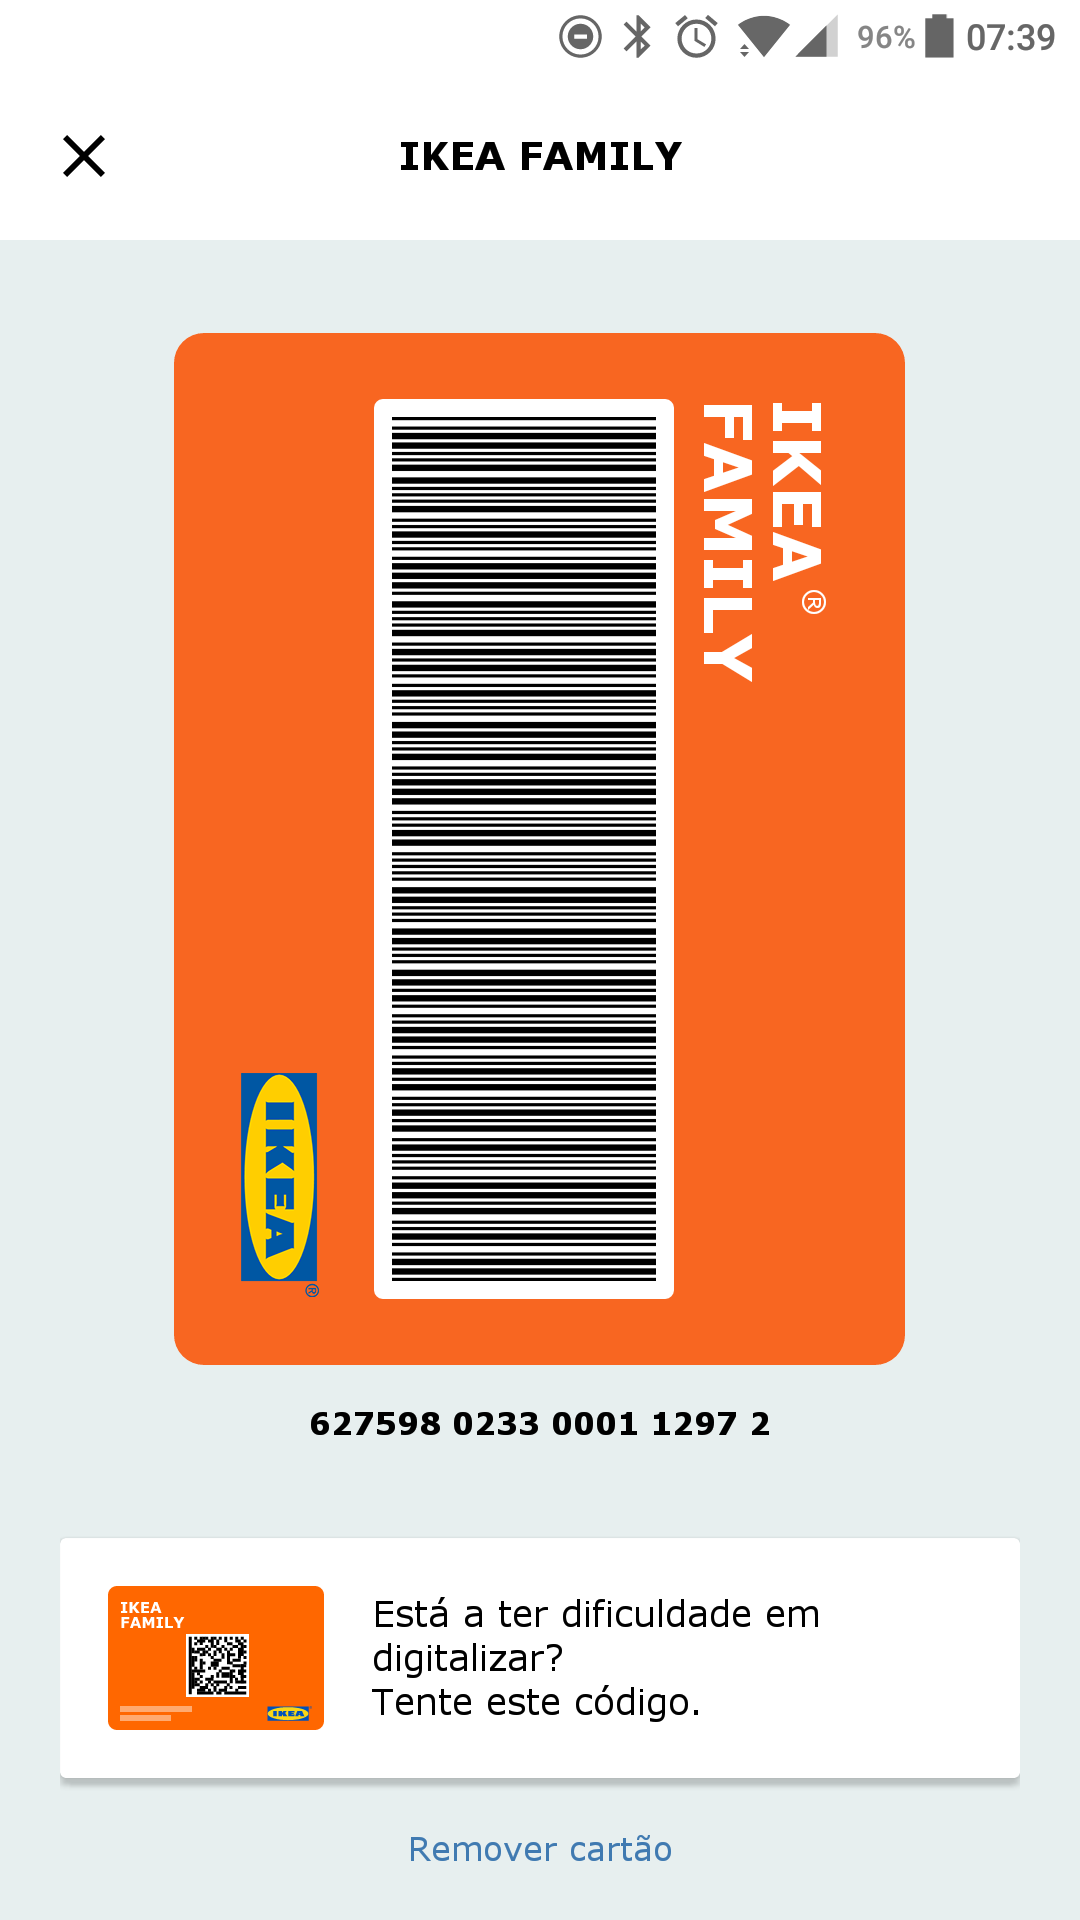 96% 07:39
IKEA FAMILY
IKEA ®
FAMILY
IKEA
®
627598 0233 0001 1297 2
IKEA
FAMILY
IKEA
Está a ter dificuldade em
digitalizar?
Tente este código.
Remover cartão